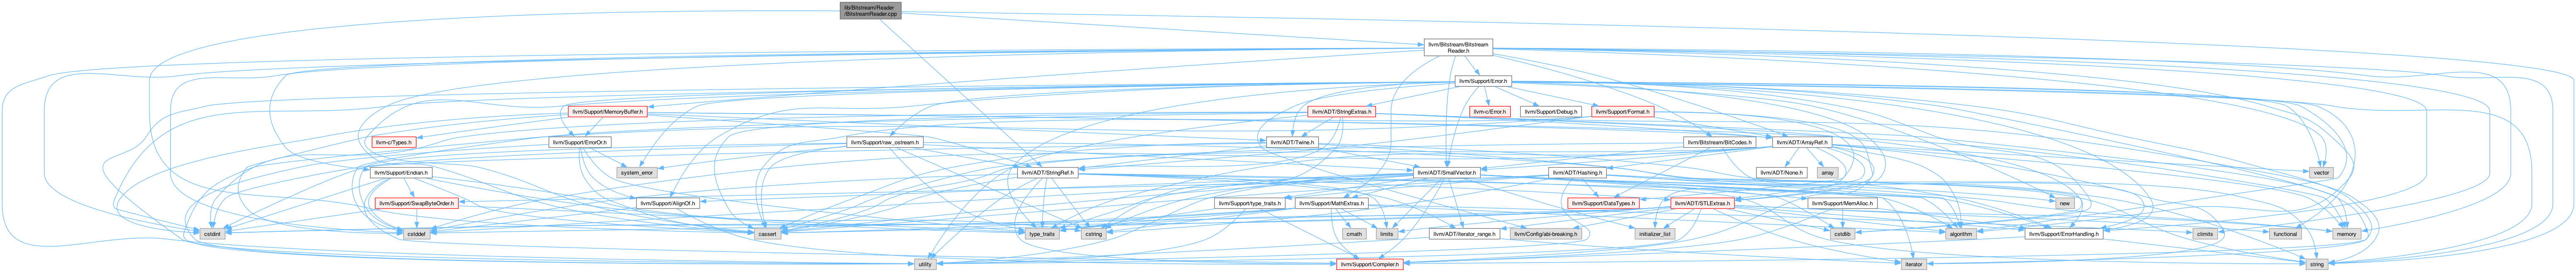 lib/Bitstream/Reader
/BitstreamReader.cpp
llvm/Bitstream/Bitstream
Reader.h
llvm/Support/Error.h
llvm/Support/MemoryBuffer.h
llvm/ADT/StringExtras.h
llvm-c/Error.h
llvm/Support/Debug.h
llvm/Support/Format.h
llvm-c/Types.h
llvm/Support/ErrorOr.h
llvm/Support/raw_ostream.h
llvm/ADT/Twine.h
llvm/Bitstream/BitCodes.h
llvm/ADT/ArrayRef.h
llvm/Support/Endian.h
system_error
llvm/ADT/StringRef.h
llvm/ADT/SmallVector.h
llvm/ADT/Hashing.h
llvm/ADT/None.h
array
vector
llvm/Support/SwapByteOrder.h
llvm/Support/AlignOf.h
llvm/Support/type_traits.h
llvm/Support/MathExtras.h
llvm/Support/DataTypes.h
llvm/ADT/STLExtras.h
llvm/Support/MemAlloc.h
new
cstdint
cstddef
cassert
type_traits
cstring
cmath
limits
llvm/ADT/iterator_range.h
llvm/Config/abi-breaking.h
initializer_list
cstdlib
algorithm
llvm/Support/ErrorHandling.h
climits
functional
memory
utility
llvm/Support/Compiler.h
iterator
string